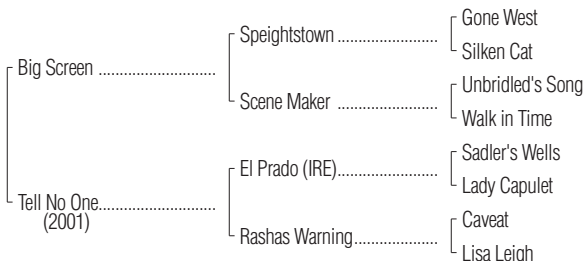 Gone West
Speightstown
Silken Cat
Big Screen
Unbridled's Song
Scene Maker
Walk in Time
Sadler's Wells
El Prado (IRE)
Lady Capulet
Tell No One
(2001)
Caveat
Rashas Warning
Lisa Leigh